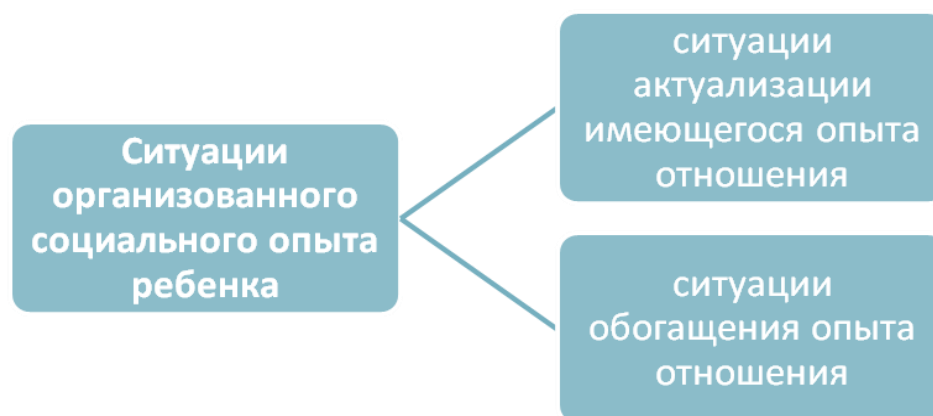 Ситуации
организованного
социального опыта
ребенка
ситуации
актуализации
имеющегося опыта
отношения
ситуации
обогащения опыта
отношения